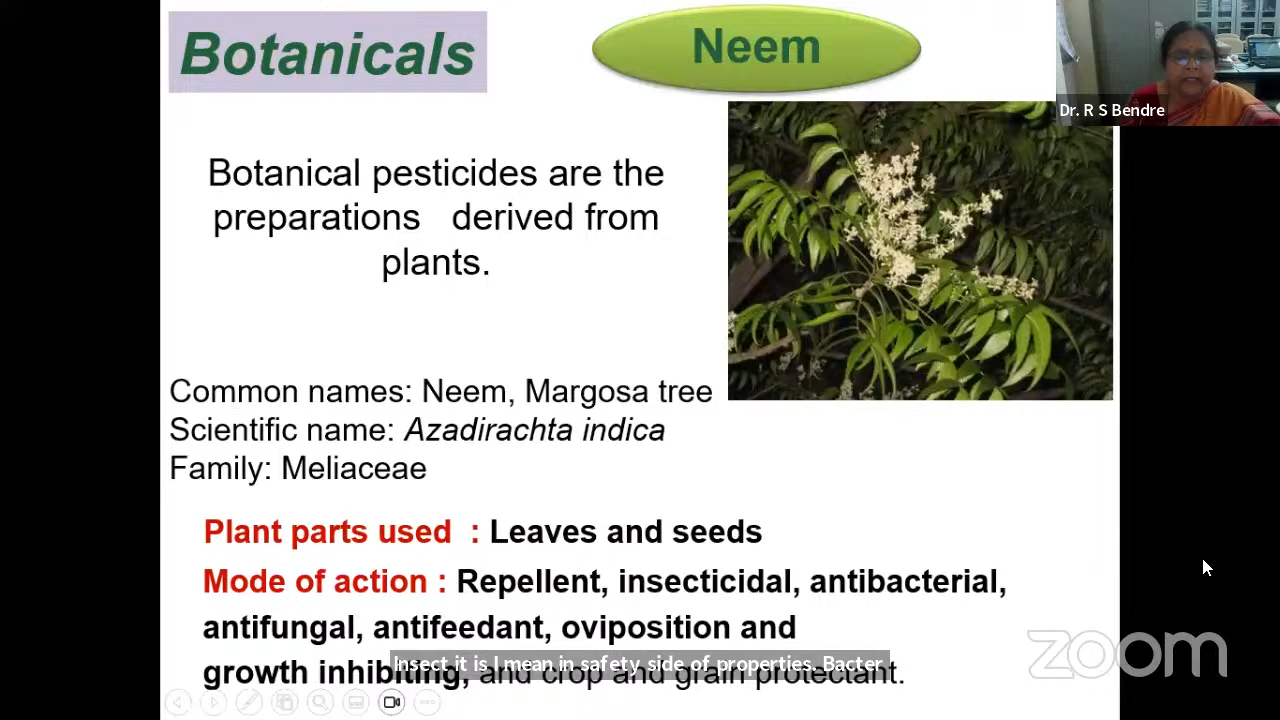 Botanicals
Neem
Dr. R S Bendre
Botanical pesticides are the
preparations derived from
plants.
Common names: Neem, Margosa tree
Scientific name: Azadirachta indica
Family: Meliaceae
Plant parts used : Leaves and seeds
Mode of action : Repellent, insecticidal, antibacterial,
antifungal, antifeedant, oviposition and
growth inhibiting, and crop and grain protectant.
Insect it is I mean in safety side of properties. Bacter
zoom